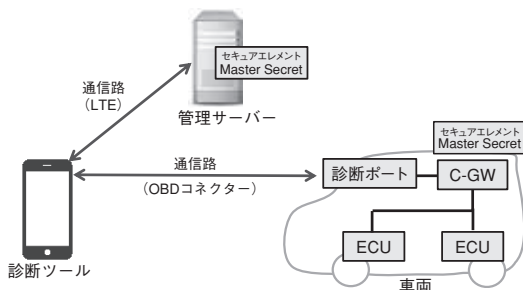 セキュアエレメント
Master Secret
通信路
(LTE)
管理サーバー
セキュアエレメント
Master Secret
通信路
(OBDコネクター)
診断ポート
C-GW
ECU
ECU
診断ツール
車両